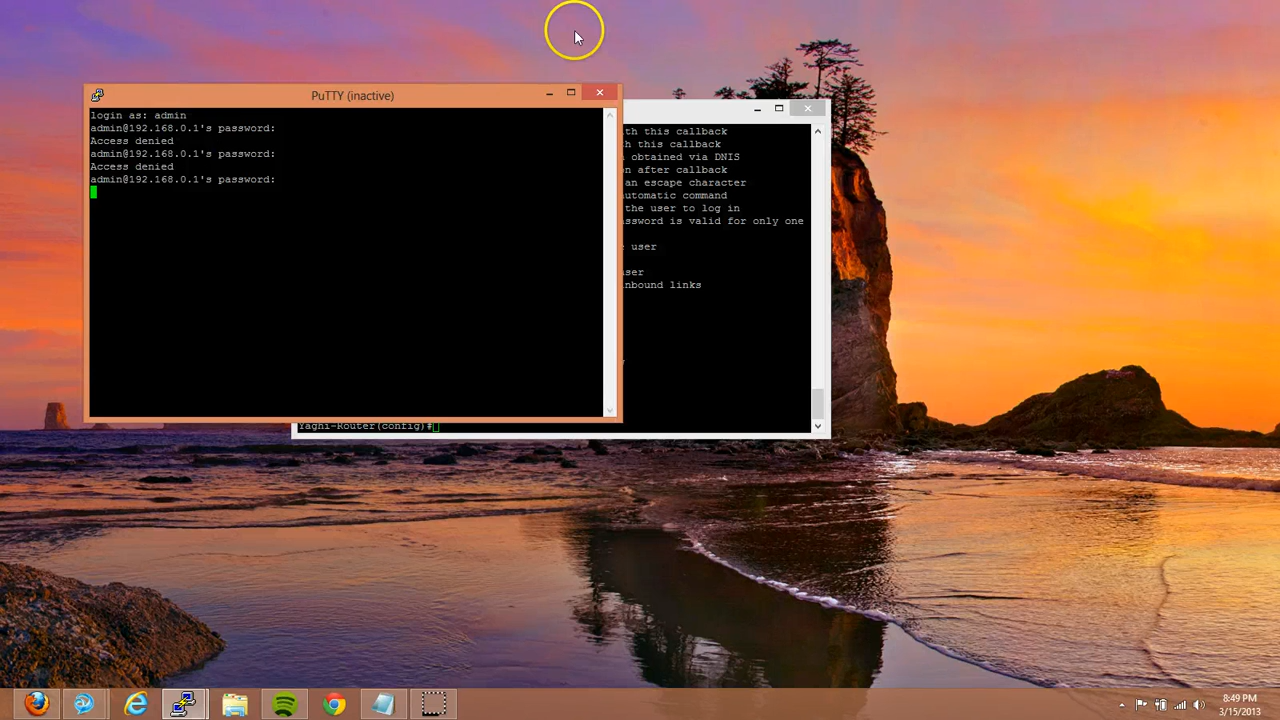 PuTTY (inactive)
login as: admin
admin@192.168.0.1's password:
Access denied
admin@192.168.0.1's password:
Access denied
admin@192.168.0.1's password:
th this callback
h this callback
obtained via DNIS
n after callback
an escape character
utomatic command
the user to log in
ssword is valid for only one
user
user
nbound links
Yaghi-Router(config)#
8:49 PM
3/15/2013